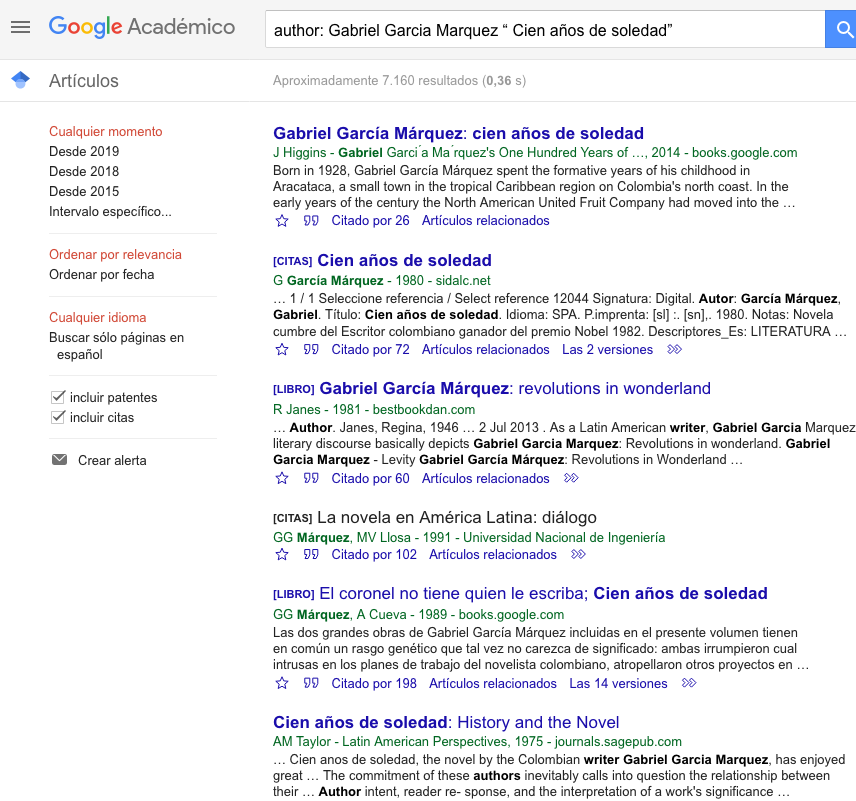 Google Académico
author: Gabriel Garcia Marquez “ Cien años de soledad”
Artículos
Aproximadamente 7.160 resultados (0,36 s)
Cualquier momento
Desde 2019
Desde 2018
Desde 2015
Intervalo específico...
Ordenar por relevancia
Ordenar por fecha
Cualquier idioma
Buscar sólo páginas en
español
incluir patentes
incluir citas
Crear alerta
Gabriel García Márquez: cien años de soledad
J Higgins - Gabriel Garci´a Ma´rquez's One Hundred Years of …, 2014 - books.google.com
Born in 1928, Gabriel García Márquez spent the formative years of his childhood in
Aracataca, a small town in the tropical Caribbean region on Colombia's north coast. In the
early years of the century the North American United Fruit Company had moved into the …
Citado por 26 Artículos relacionados
[CITAS] Cien años de soledad
G García Márquez - 1980 - sidalc.net
… 1 / 1 Seleccione referencia / Select reference 12044 Signatura: Digital. Autor: García Márquez,
Gabriel. Título: Cien años de soledad. Idioma: SPA. P.imprenta: [sl] :. [sn],. 1980. Notas: Novela
cumbre del Escritor colombiano ganador del premio Nobel 1982. Descriptores_Es: LITERATURA …
Citado por 72 Artículos relacionados Las 2 versiones
[LIBRO] Gabriel García Márquez: revolutions in wonderland
R Janes - 1981 - bestbookdan.com
… Author. Janes, Regina, 1946 … 2 Jul 2013 . As a Latin American writer, Gabriel Garcia Marquez
literary discourse basically depicts Gabriel Garcia Marquez: Revolutions in wonderland. Gabriel
Garcia Marquez - Levity Gabriel García Márquez: Revolutions in Wonderland …
Citado por 60 Artículos relacionados
[CITAS] La novela en América Latina: diálogo
GG Márquez, MV Llosa - 1991 - Universidad Nacional de Ingeniería
Citado por 102 Artículos relacionados
[LIBRO] El coronel no tiene quien le escriba; Cien años de soledad
GG Márquez, A Cueva - 1989 - books.google.com
Las dos grandes obras de Gabriel García Márquez incluidas en el presente volumen tienen
en común un rasgo genético que tal vez no carezca de significado: ambas irrumpieron cual
intrusas en los planes de trabajo del novelista colombiano, atropellaron otros proyectos en …
Citado por 198 Artículos relacionados Las 14 versiones
Cien años de soledad: History and the Novel
AM Taylor - Latin American Perspectives, 1975 - journals.sagepub.com
… Cien anos de soledad, the novel by the Colombian writer Gabriel Garcia Marquez, has enjoyed
great … The commitment of these authors inevitably calls into question the relationship between
their … Author intent, reader re- sponse, and the interpretation of a work's significance …